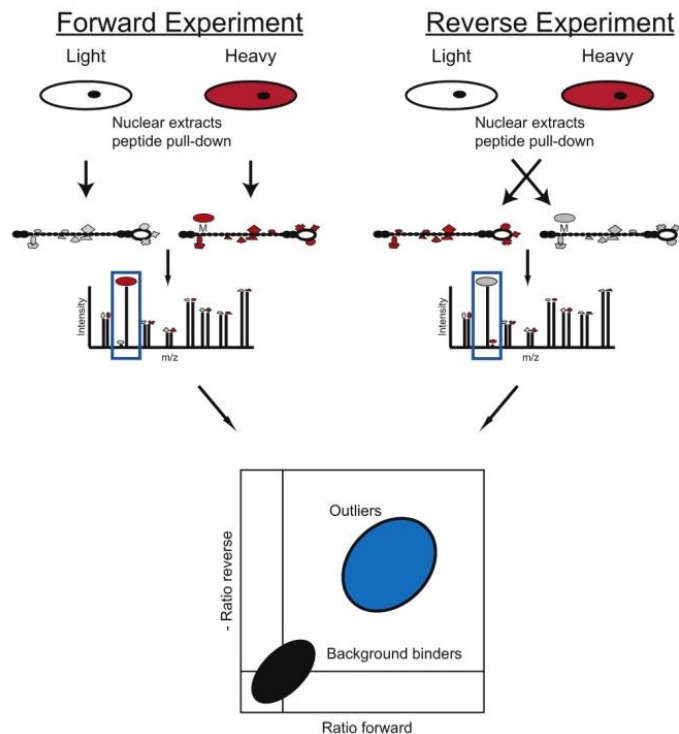 Forward Experiment
Light
Heavy
Nuclear extracts
peptide pull-down
M
Intensity
m/z
Reverse Experiment
Light
Heavy
Nuclear extracts
peptide pull-down
M
Intensity
m/z
Outliers
Background binders
- Ratio reverse
Ratio forward